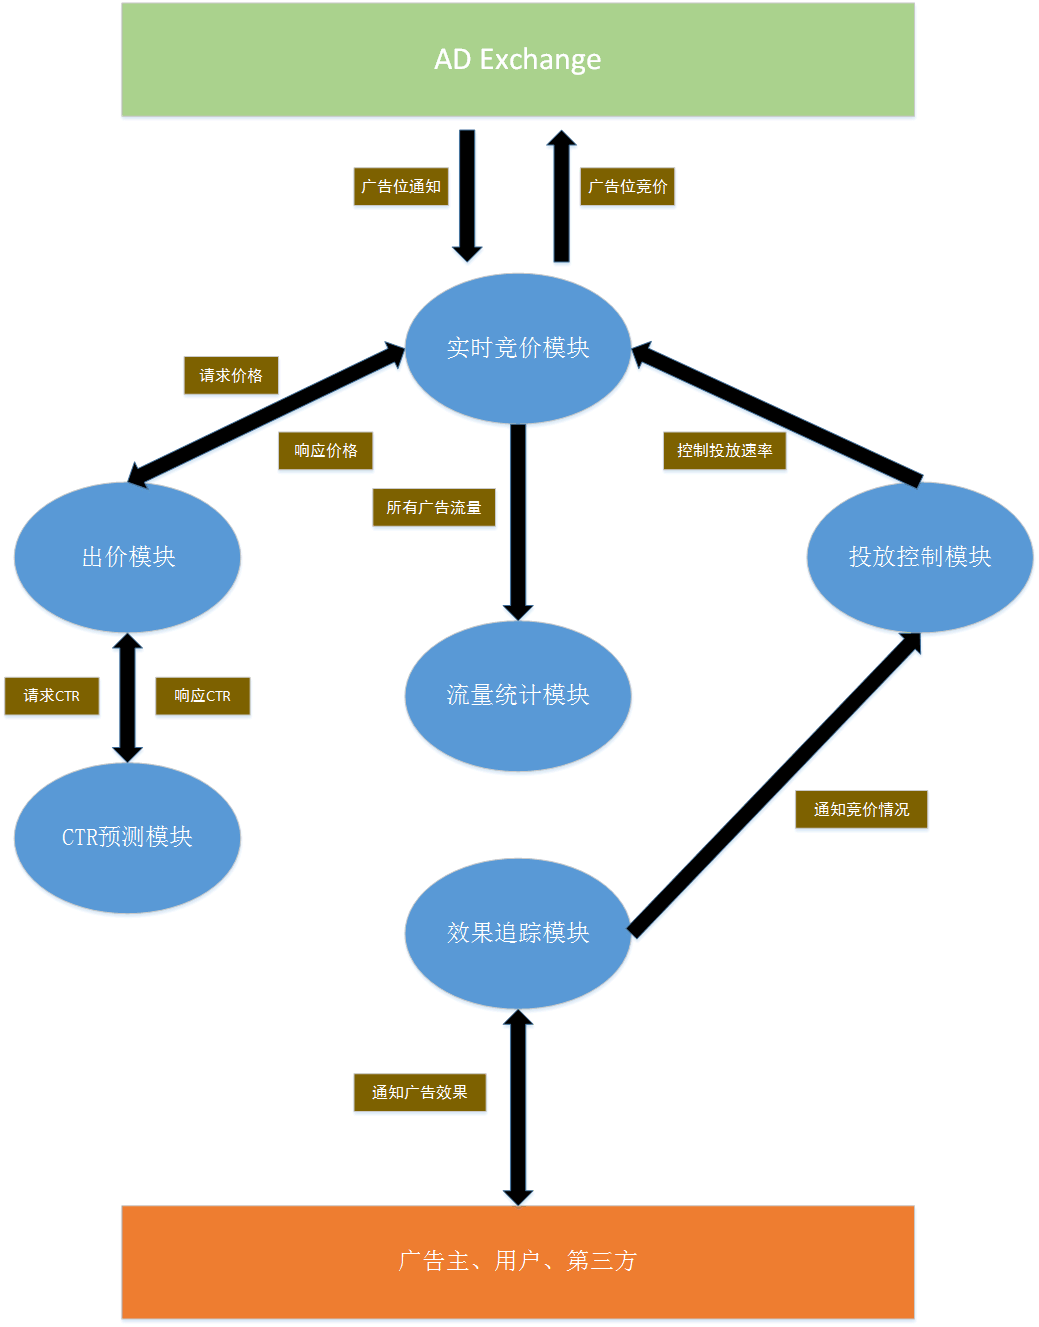 AD Exchange
广告位通知
广告位竞价
实时竞价模块
请求价格
响应价格
控制投放速率
所有广告流量
出价模块
投放控制模块
请求CTR
响应CTR
流量统计模块
CTR预测模块
通知竞价情况
效果追踪模块
通知广告效果
广告主、用户、第三方